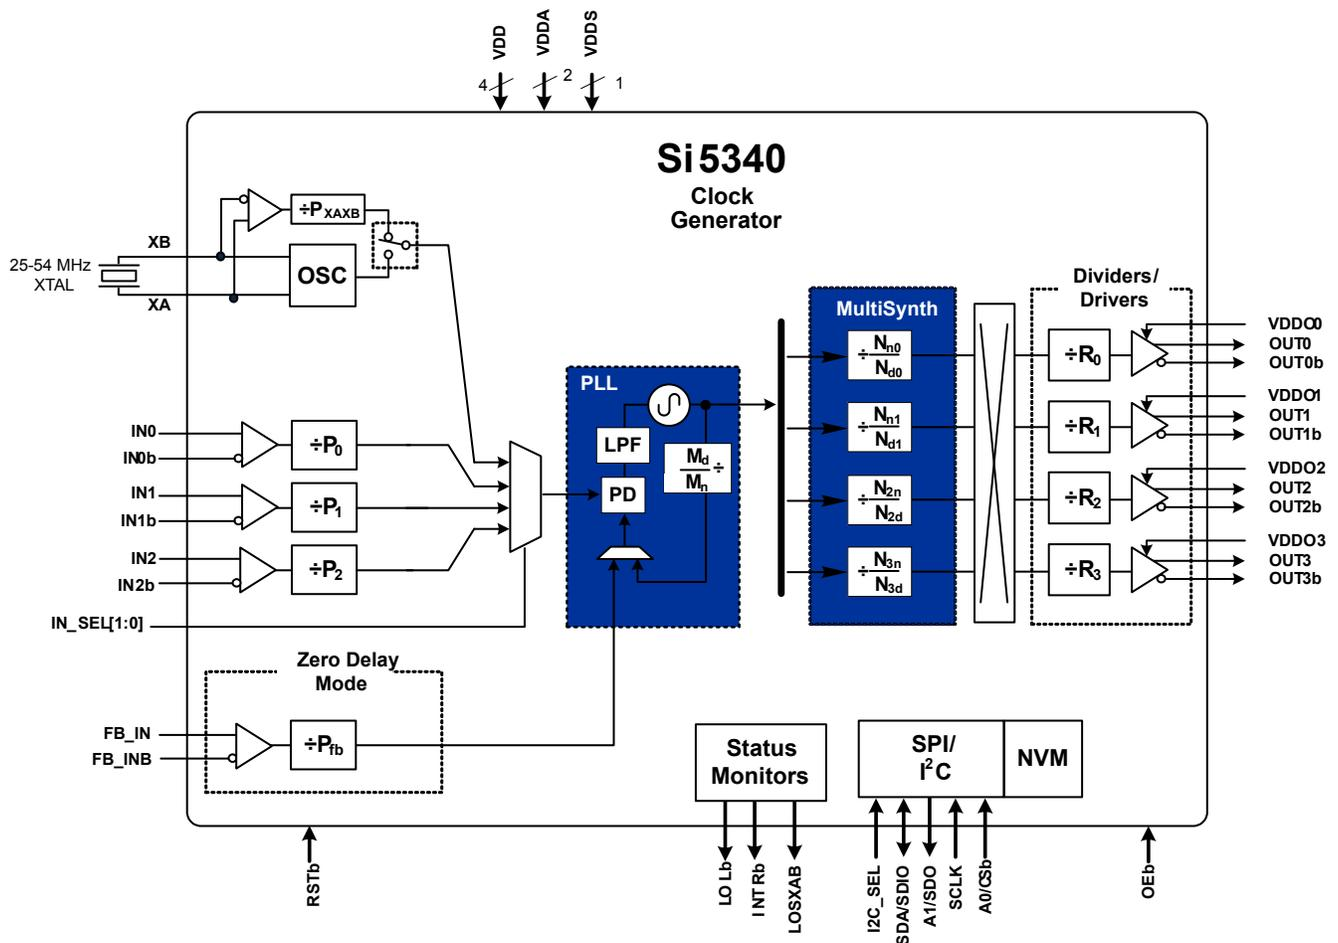 VDD
VDDA
VDDS
4
2
1
Si5340
Clock
Generator
÷PXAXB
XB
25-54 MHz
XTAL
OSC
XA
Dividers/
Drivers
MultiSynth
÷Nn0/Nd0
÷R0
VDDO0
OUT0
OUT0b
PLL
÷Nn1/Nd1
÷R1
VDDO1
OUT1
OUT1b
LPF
Md/Mn÷
PD
÷N2n/N2d
÷R2
VDDO2
OUT2
OUT2b
÷N3n/N3d
÷R3
VDDO3
OUT3
OUT3b
IN0
IN0b
÷P0
IN1
IN1b
÷P1
IN2
IN2b
÷P2
IN_SEL[1:0]
Zero Delay
Mode
FB_IN
FB_INB
÷Pfb
Status
Monitors
SPI/
I2C
NVM
RSTb
LOLb
INTRb
LOSXAB
I2C_SEL
SDA/SDIO
A1/SDO
SCLK
A0/CSb
OEb